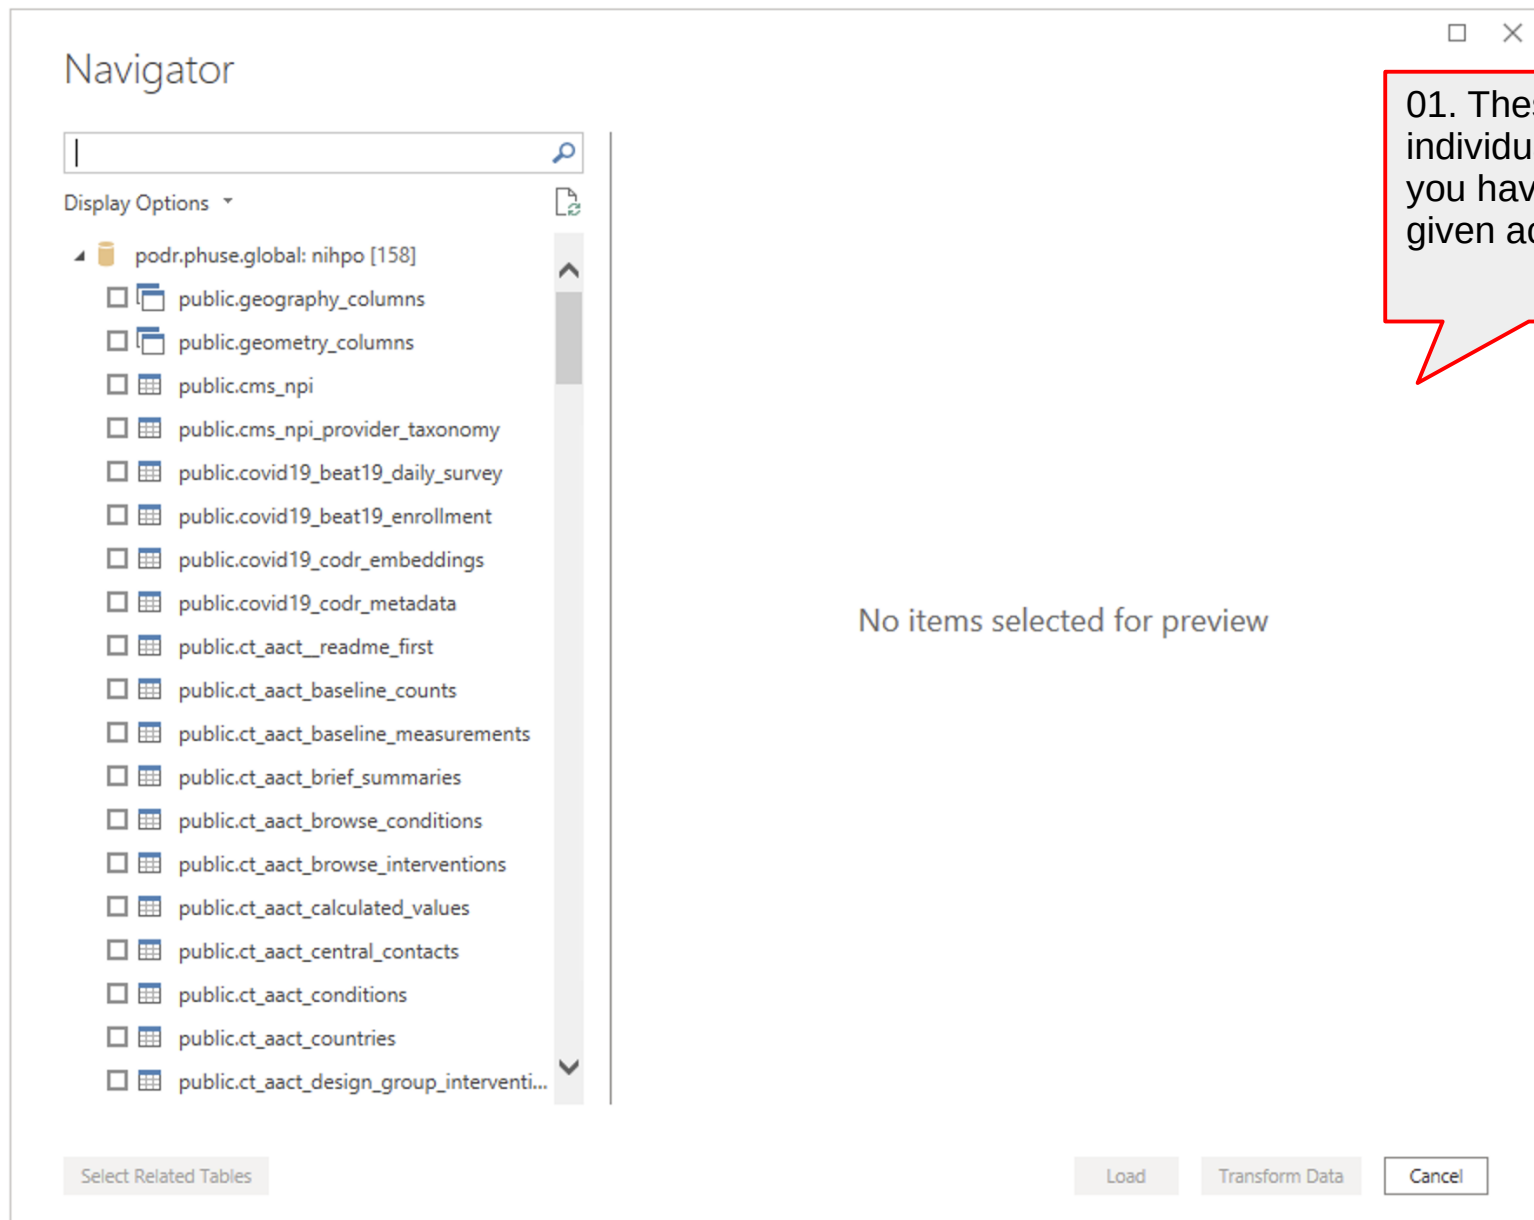 Navigator
01.
you
given
Display Options
podr.phuse.global: nihpo [158]
public.geography_columns
public.geometry_columns
public.cms_npi
public.cms_npi_provider_taxonomy
public.covid19_beat19_daily_survey
public.covid19_beat19_enrollment
public.covid19_codr_embeddings
public.covid19_codr_metadata
public.ct_aact__readme_first
public.ct_aact_baseline_counts
public.ct_aact_baseline_measurements
public.ct_aact_brief_summaries
public.ct_aact_browse_conditions
public.ct_aact_browse_interventions
public.ct_aact_calculated_values
public.ct_aact_central_contacts
public.ct_aact_conditions
public.ct_aact_countries
public.ct_aact_design_group_interventi...
No items selected for preview
Select Related Tables
Load Transform Data Cancel